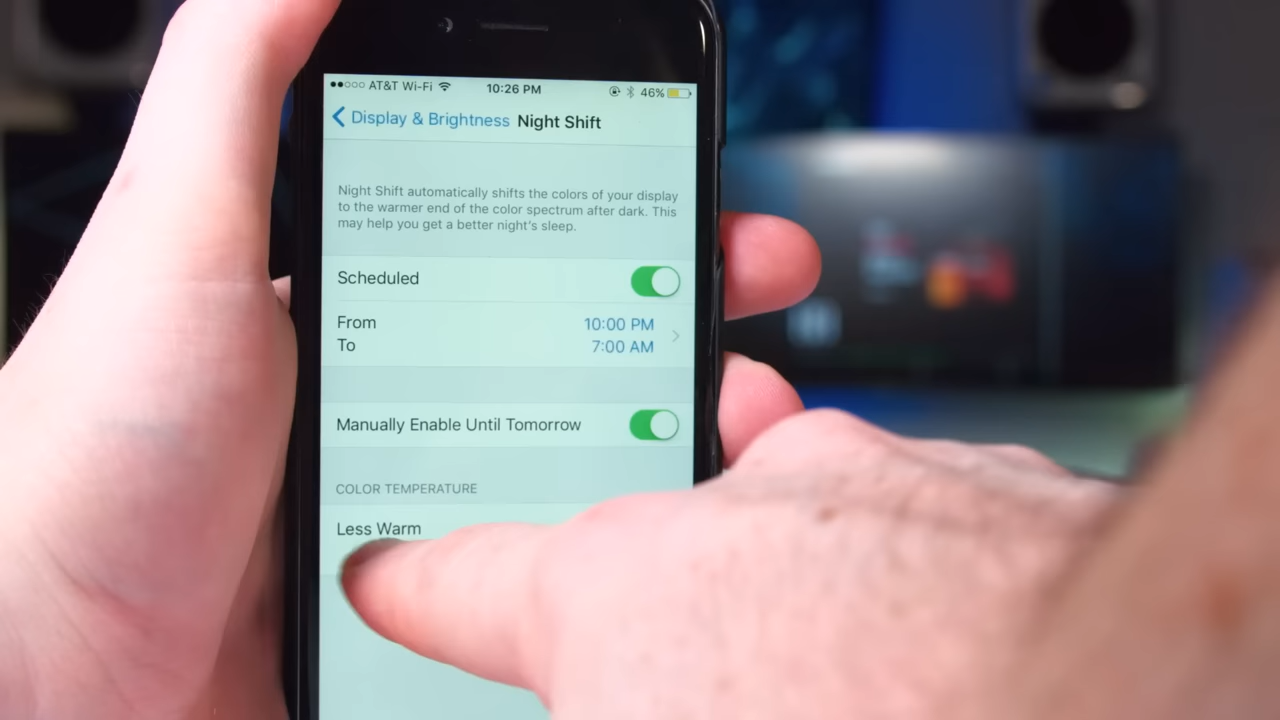 AT&T Wi-Fi 10:26 PM 46%
Display & Brightness Night Shift
Night Shift automatically shifts the colors of your display
to the warmer end of the color spectrum after dark. This
may help you get a better night's sleep.
Scheduled
From 10:00 PM
To 7:00 AM
Manually Enable Until Tomorrow
COLOR TEMPERATURE
Less Warm